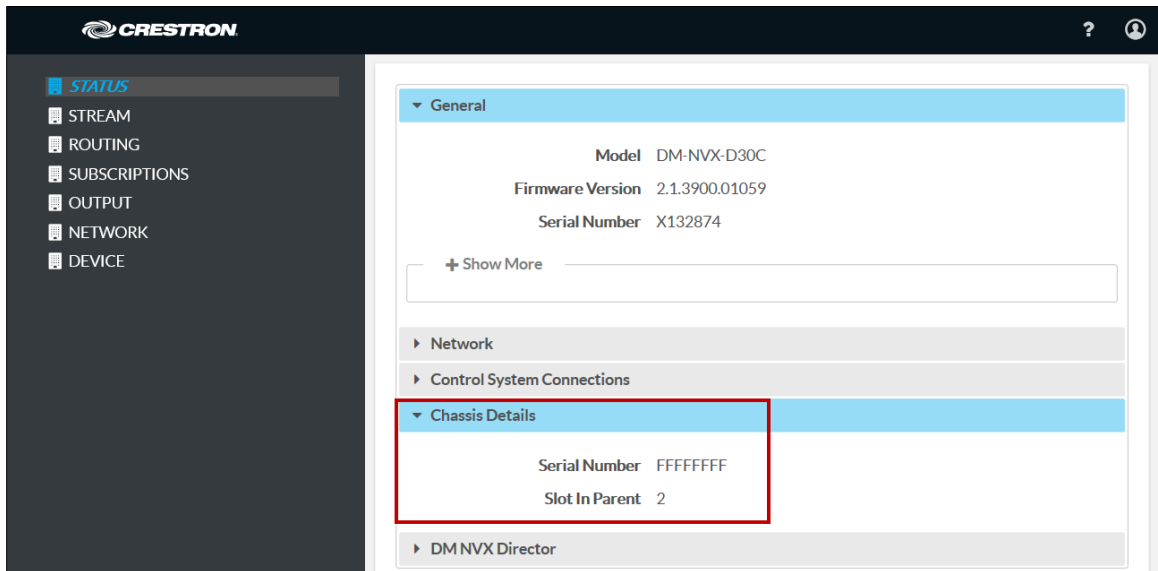 CRESTRON
?
STATUS
STREAM
ROUTING
SUBSCRIPTIONS
OUTPUT
NETWORK
DEVICE
General
Model DM-NVX-D30C
Firmware Version 2.1.3900.01059
Serial Number X132874
+ Show More
Network
Control System Connections
Chassis Details
Serial Number FFFFFFFF
Slot In Parent 2
DM NVX Director